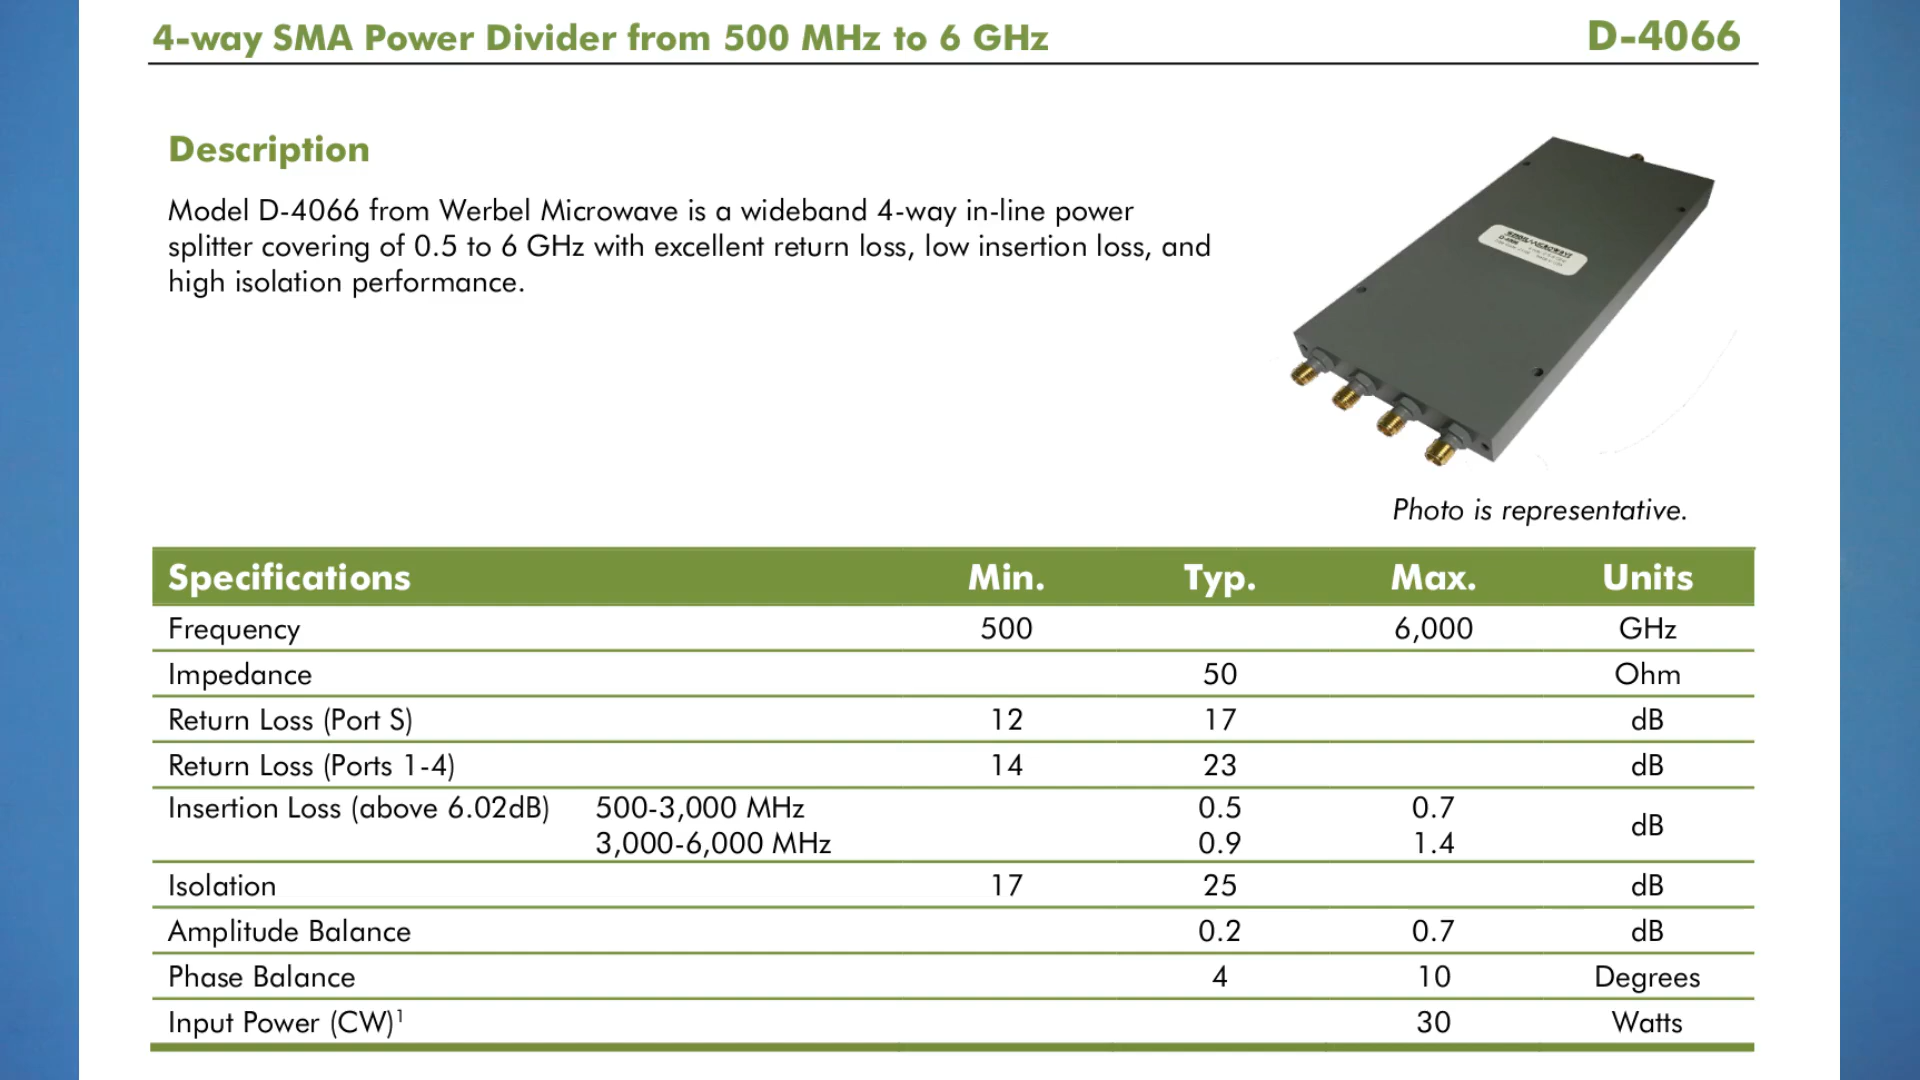 4-way SMA Power Divider from 500 MHz to 6 GHz D-4066
Description
Model D-4066 from Werbel Microwave is a wideband 4-way in-line power
splitter covering of 0.5 to 6 GHz with excellent return loss, low insertion loss, and
high isolation performance.
D-4066
Photo is representative.
Specifications Min. Typ. Max. Units
Frequency 500 6,000 GHz
Impedance 50 Ohm
Return Loss (Port S) 12 17 dB
Return Loss (Ports 1-4) 14 23 dB
Insertion Loss (above 6.02dB) 500-3,000 MHz 0.5 0.7 dB
3,000-6,000 MHz 0.9 1.4
Isolation 17 25 dB
Amplitude Balance 0.2 0.7 dB
Phase Balance 4 10 Degrees
Input Power (CW)1 30 Watts